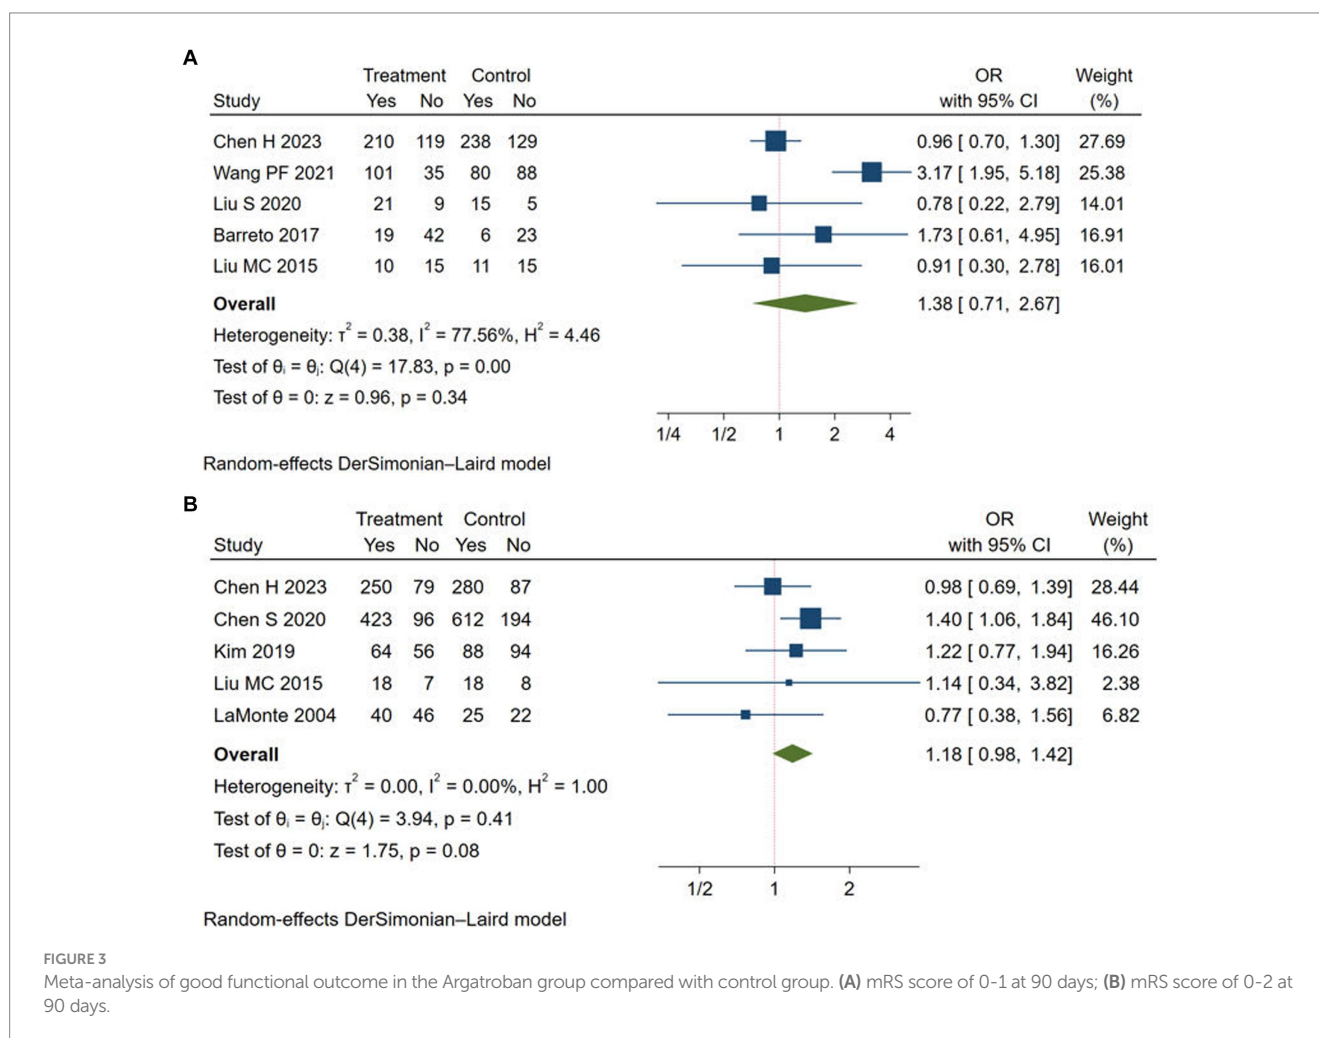 A
Treatment Control OR Weight
Study Yes No Yes No with 95% CI (%)
Chen H 2023 210 119 238 129 0.96 [ 0.70, 1.30] 27.69
Wang PF 2021 101 35 80 88 3.17 [ 1.95, 5.18] 25.38
Liu S 2020 21 9 15 5 0.78 [ 0.22, 2.79] 14.01
Barreto 2017 19 42 6 23 1.73 [ 0.61, 4.95] 16.91
Liu MC 2015 10 15 11 15 0.91 [ 0.30, 2.78] 16.01
Overall 1.38 [ 0.71, 2.67]
Heterogeneity: τ² = 0.38, I² = 77.56%, H² = 4.46
Test of θᵢ = θⱼ: Q(4) = 17.83, p = 0.00
Test of θ = 0: z = 0.96, p = 0.34
1/4 1/2 1 2 4
Random-effects DerSimonian–Laird model
B
Treatment Control OR Weight
Study Yes No Yes No with 95% CI (%)
Chen H 2023 250 79 280 87 0.98 [ 0.69, 1.39] 28.44
Chen S 2020 423 96 612 194 1.40 [ 1.06, 1.84] 46.10
Kim 2019 64 56 88 94 1.22 [ 0.77, 1.94] 16.26
Liu MC 2015 18 7 18 8 1.14 [ 0.34, 3.82] 2.38
LaMonte 2004 40 46 25 22 0.77 [ 0.38, 1.56] 6.82
Overall 1.18 [ 0.98, 1.42]
Heterogeneity: τ² = 0.00, I² = 0.00%, H² = 1.00
Test of θᵢ = θⱼ: Q(4) = 3.94, p = 0.41
Test of θ = 0: z = 1.75, p = 0.08
1/2 1 2
Random-effects DerSimonian–Laird model
FIGURE 3
Meta-analysis of good functional outcome in the Argatroban group compared with control group. (A) mRS score of 0-1 at 90 days; (B) mRS score of 0-2 at
90 days.